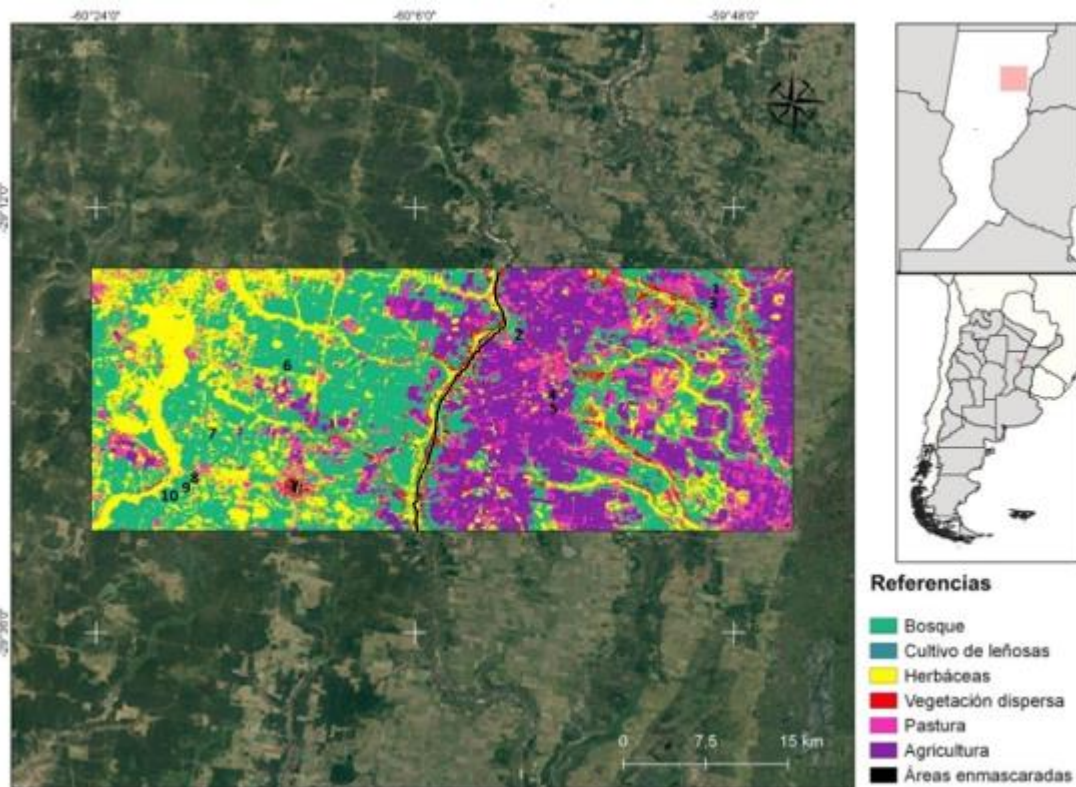 -60°24'0" -60°6'0" -59°48'0"
-29°12'0"
-29°36'0"
1
3
2
6
4
5
7
8
9
10
0 7.5 15 km
Referencias
Bosque
Cultivo de leñosas
Herbáceas
Vegetación dispersa
Pastura
Agricultura
Áreas enmascaradas